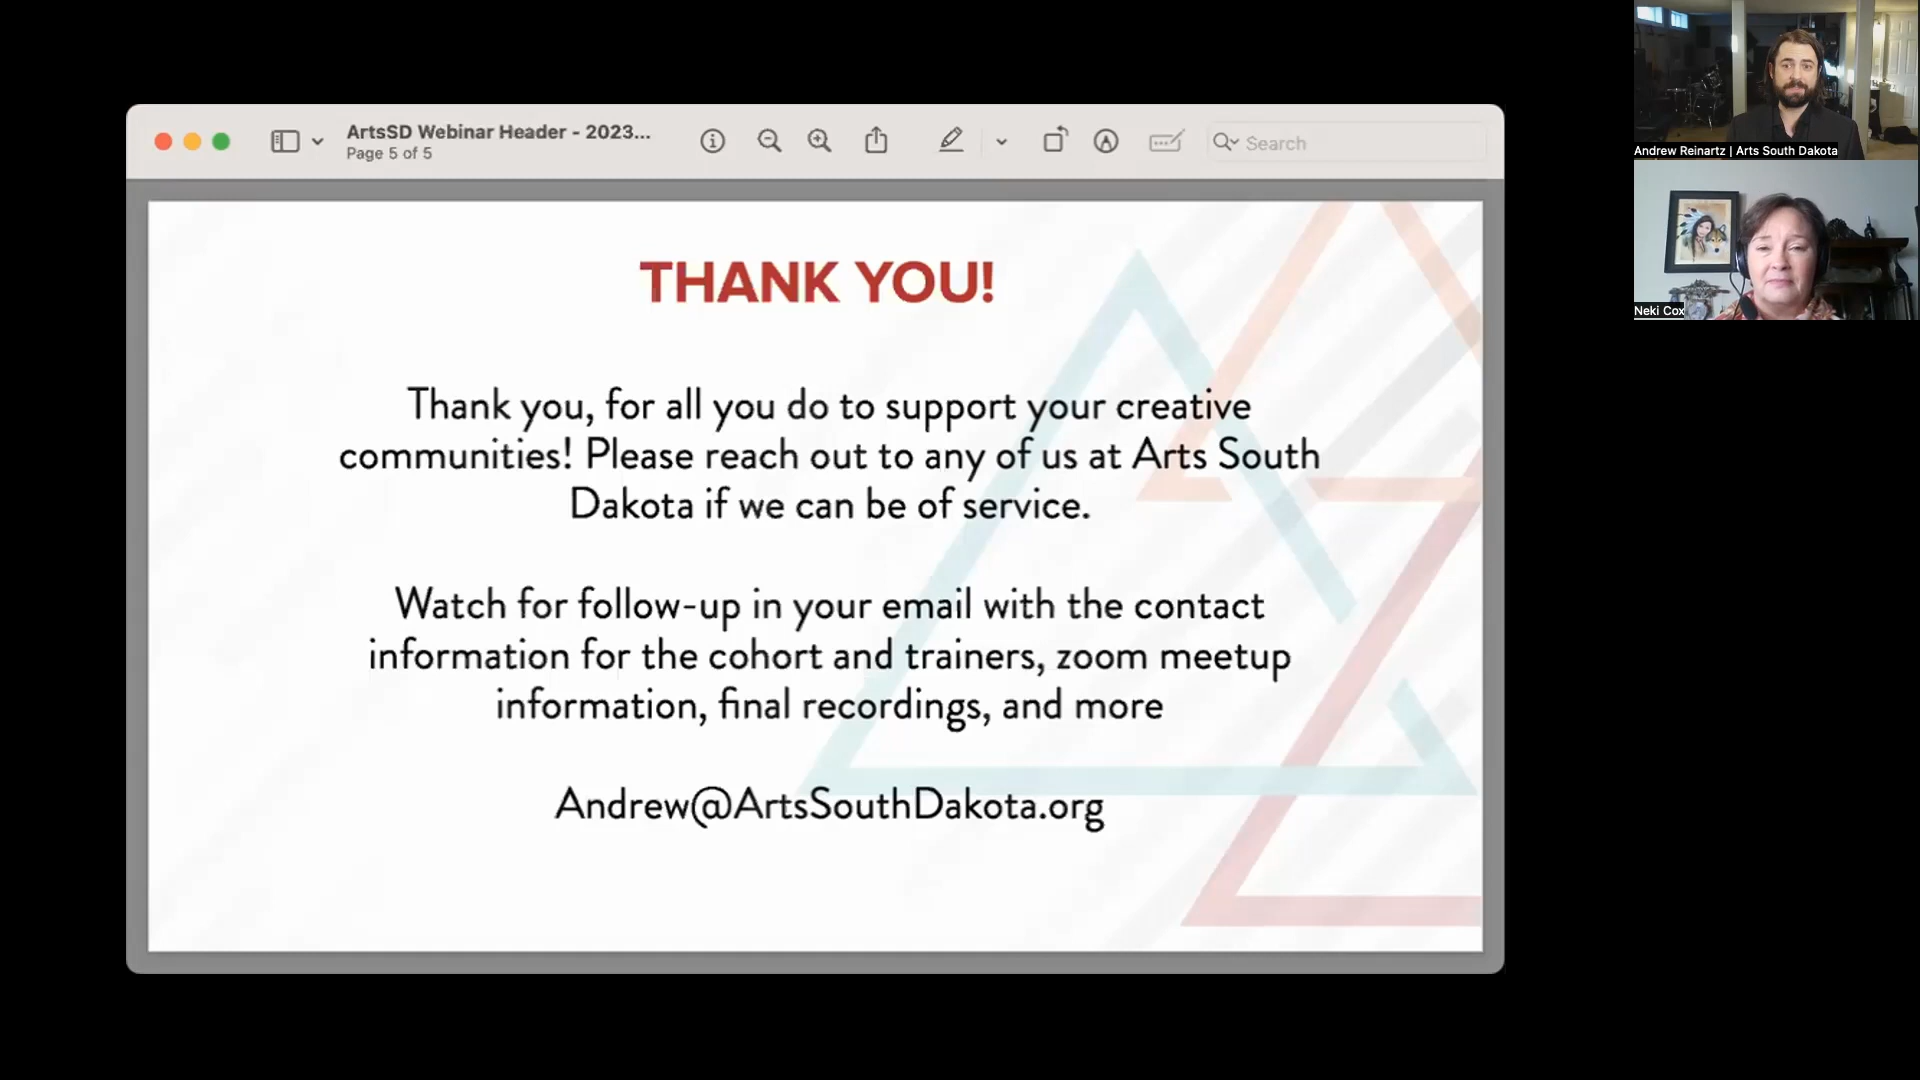 ArtsSD Webinar Header - 2023...
Page 5 of 5
Search
THANK YOU!
Thank you, for all you do to support your creative
communities! Please reach out to any of us at Arts South
Dakota if we can be of service.
Watch for follow-up in your email with the contact
information for the cohort and trainers, zoom meetup
information, final recordings, and more
Andrew@ArtsSouthDakota.org
Andrew Reinartz | Arts South Dakota
Neki Cox